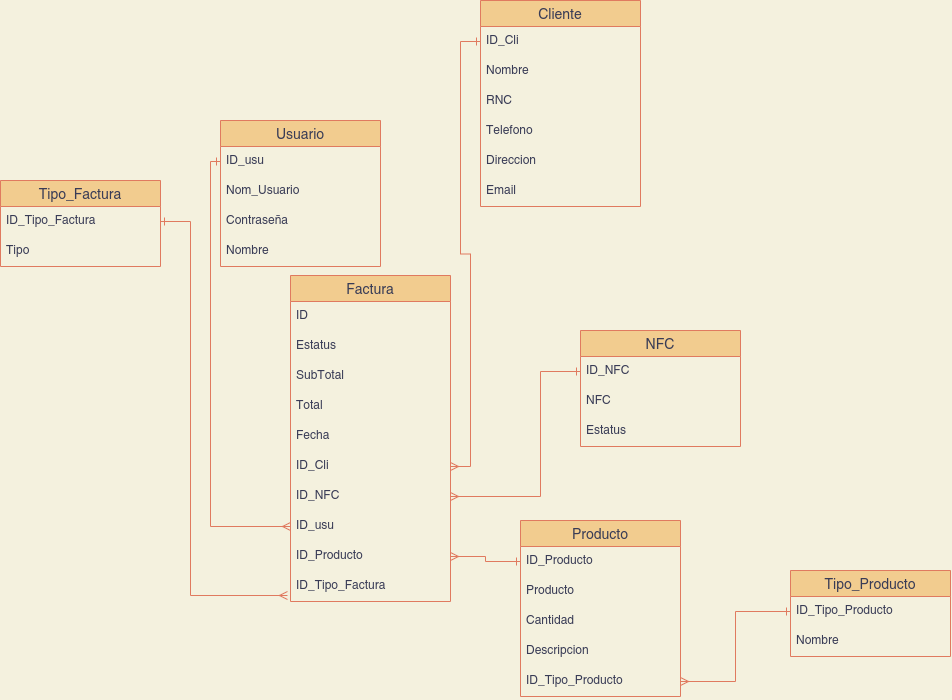 Cliente
ID_Cli
Nombre
RNC
Telefono
Direccion
Email
Usuario
ID_usu
Nom_Usuario
Contraseña
Nombre
Tipo_Factura
ID_Tipo_Factura
Tipo
Factura
ID
Estatus
SubTotal
Total
Fecha
ID_Cli
ID_NFC
ID_usu
ID_Producto
ID_Tipo_Factura
NFC
ID_NFC
NFC
Estatus
Producto
ID_Producto
Producto
Cantidad
Descripcion
ID_Tipo_Producto
Tipo_Producto
ID_Tipo_Producto
Nombre